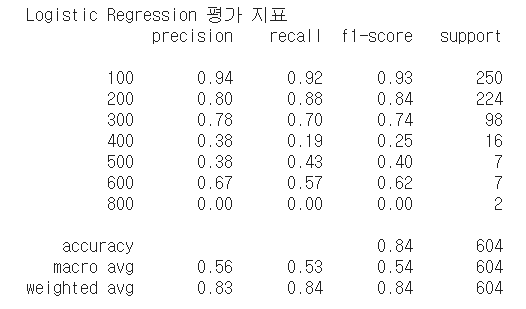 Logistic Regression 평가 지표
precision recall f1-score support
100 0.94 0.92 0.93 250
200 0.80 0.88 0.84 224
300 0.78 0.70 0.74 98
400 0.38 0.19 0.25 16
500 0.38 0.43 0.40 7
600 0.67 0.57 0.62 7
800 0.00 0.00 0.00 2
accuracy 0.84 604
macro avg 0.56 0.53 0.54 604
weighted avg 0.83 0.84 0.84 604